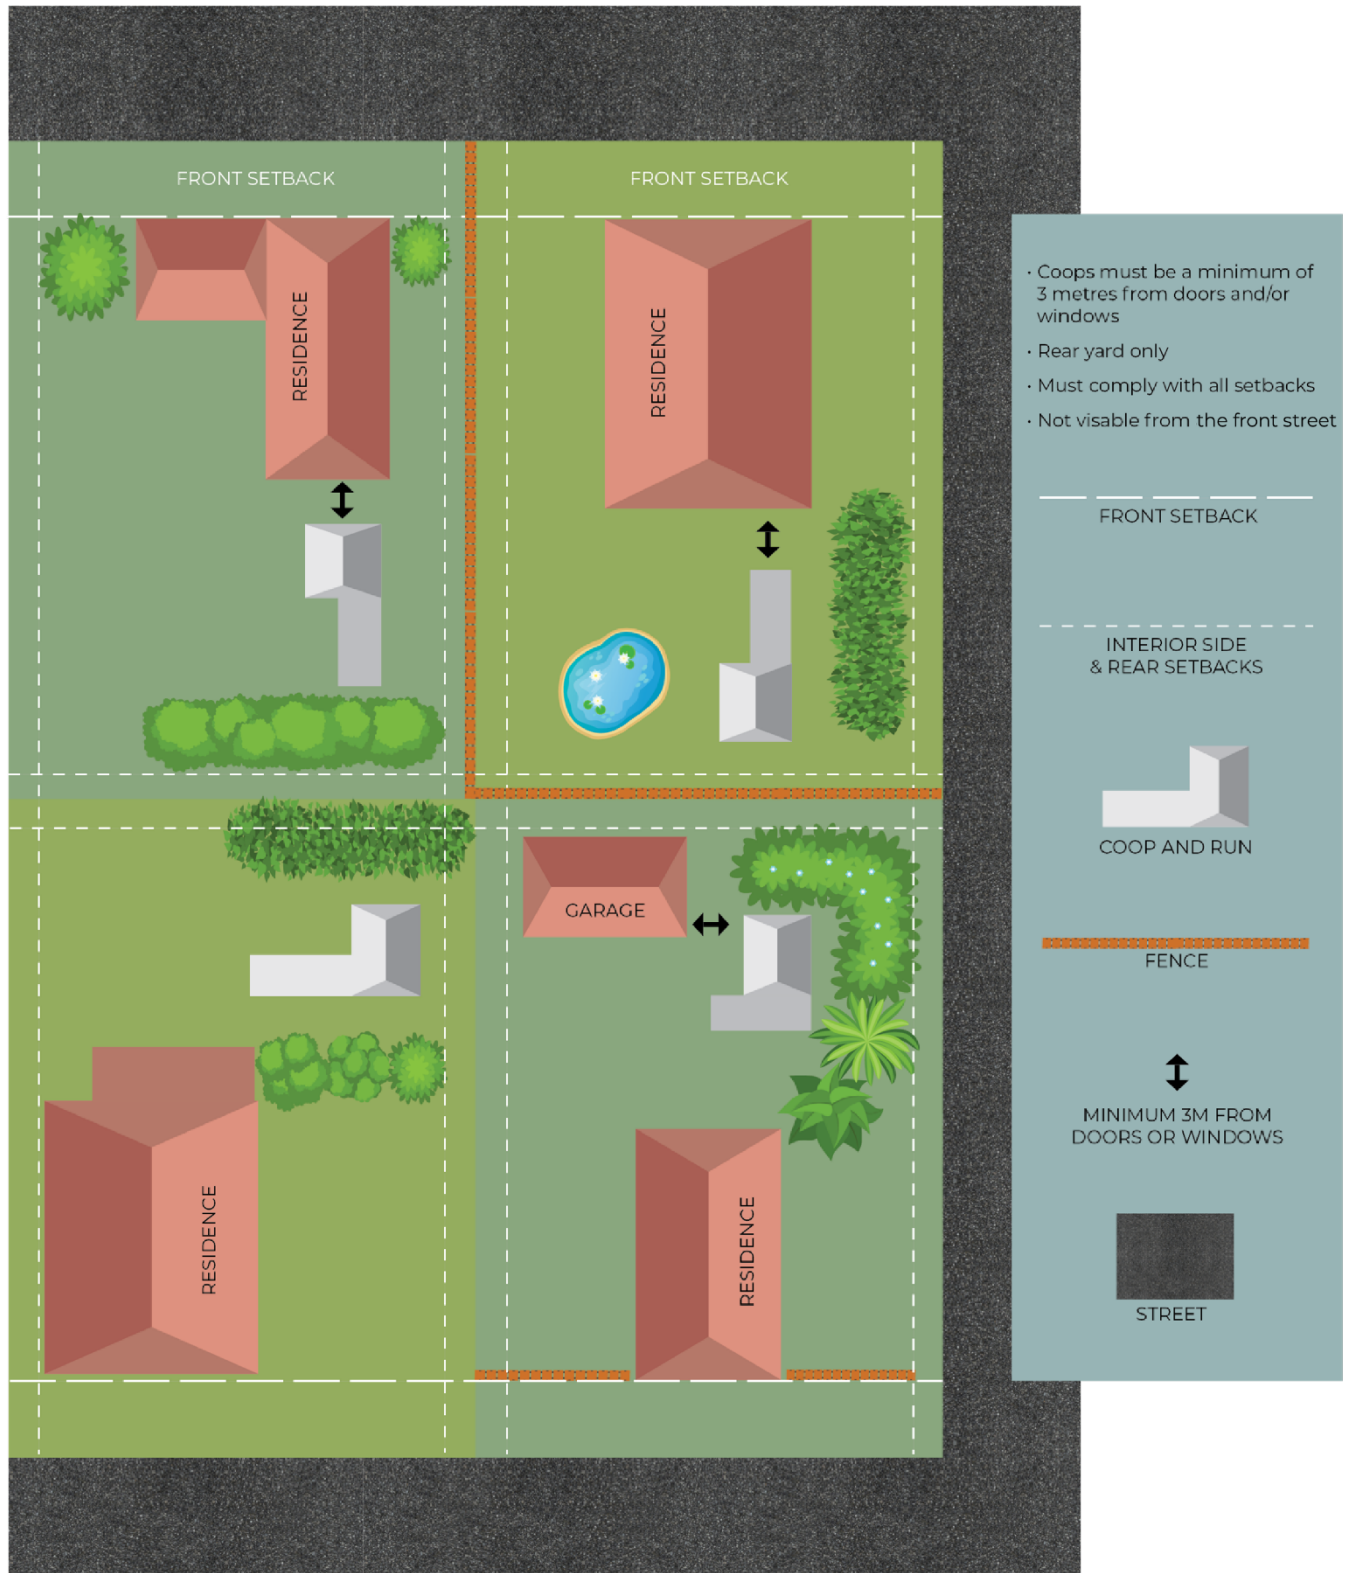 FRONT SETBACK
FRONT SETBACK
RESIDENCE
RESIDENCE
GARAGE
RESIDENCE
RESIDENCE
· Coops must be a minimum of
3 metres from doors and/or
windows
· Rear yard only
· Must comply with all setbacks
· Not visable from the front street
FRONT SETBACK
INTERIOR SIDE
& REAR SETBACKS
COOP AND RUN
FENCE
MINIMUM 3M FROM
DOORS OR WINDOWS
STREET